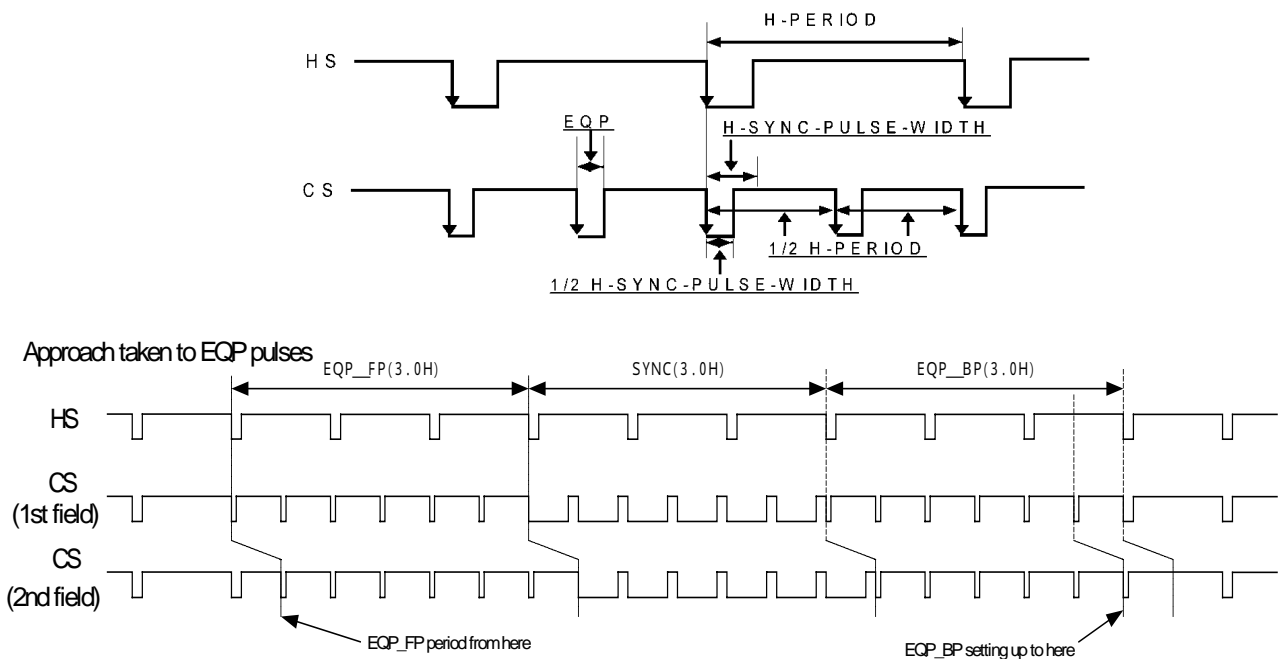 H-PERIOD
HS
EQP
H-SYNC-PULSE-WIDTH
CS
1/2 H-PERIOD
1/2 H-SYNC-PULSE-WIDTH
Approach taken to EQP pulses
EQP_FP(3.0H)
SYNC(3.0H)
EQP_BP(3.0H)
HS
CS
(1st field)
CS
(2nd field)
EQP_FP period from here
EQP_BP setting up to here